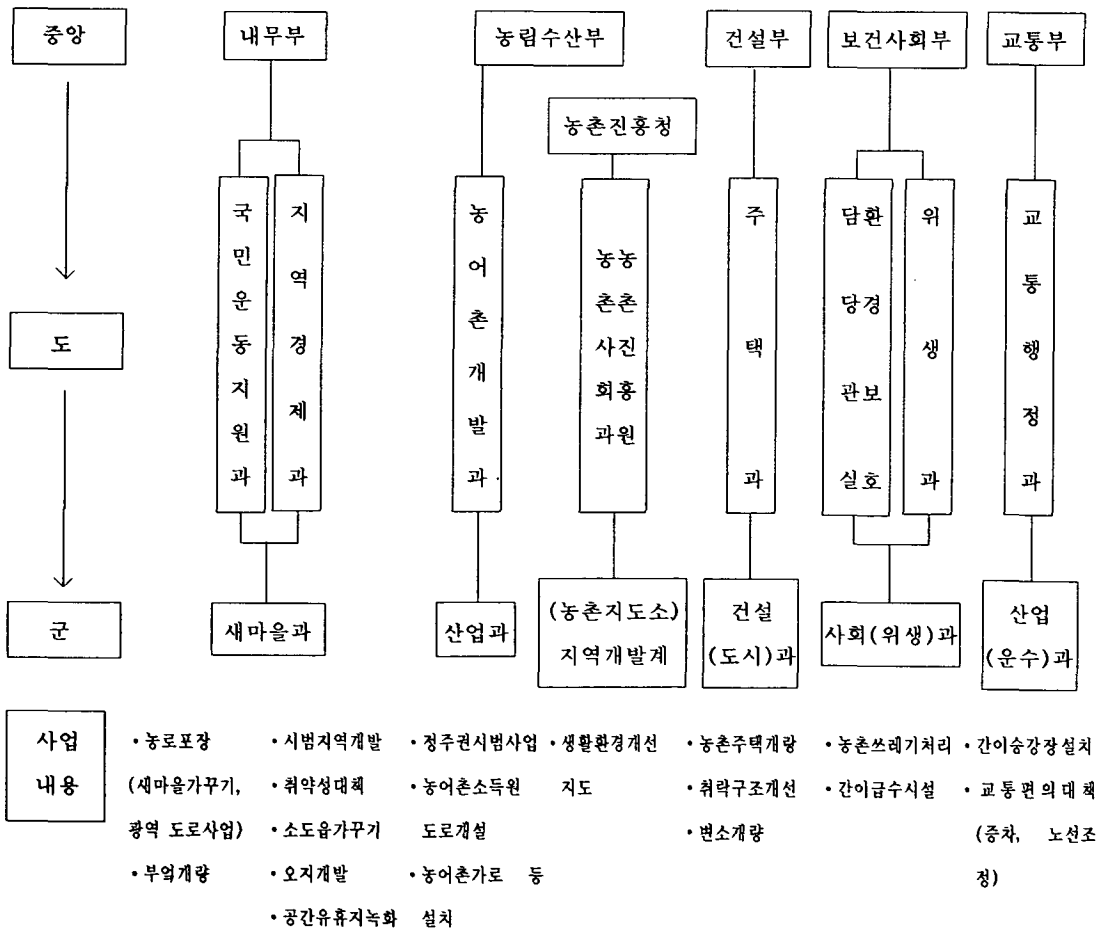 중앙
내무부
농림수산부
건설부
보건사회부
교통부
농촌진흥청
국민운동지원과
지역경제과
농어촌개발과
농촌진흥원
농촌사회과
주택과
환경보호
담당관실
위생과
교통행정과
도
군
새마을과
산업과
(농촌지도소)
지역개발계
건설
(도시)과
사회(위생)과
산업
(운수)과
사업
내용
·농로포장
(새마을가꾸기,
광역 도로사업)
·부엌개량
·시범지역개발
·취약성대책
·소도읍가꾸기
·오지개발
·공간유휴지녹화
·정주권시범사업
·농어촌소득원
도로개설
·농어촌가로 등
설치
·생활환경개선
지도
·농촌주택개량
·취락구조개선
·변소개량
·농촌쓰레기처리
·간이급수시설
·간이승강장설치
·교통편의대책
(증차, 노선조
정)